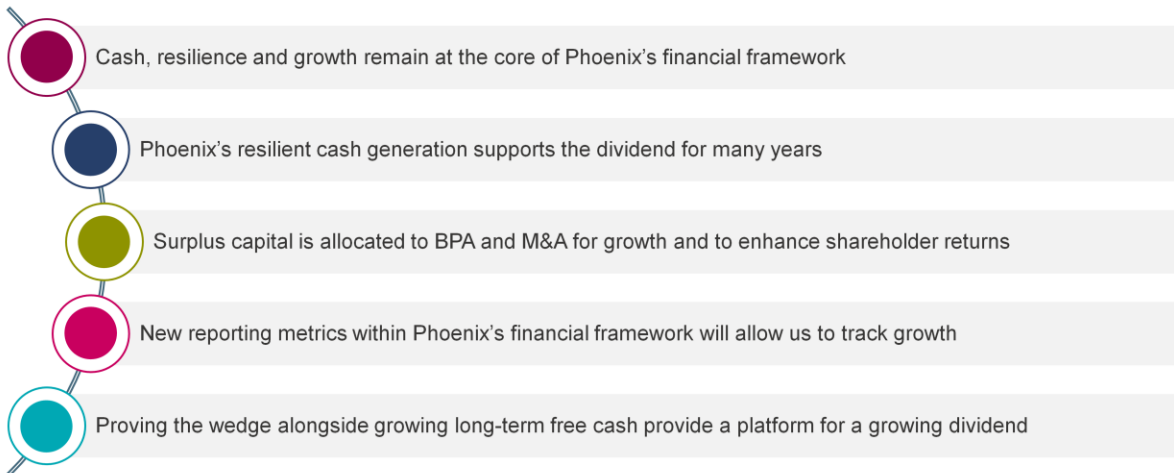 Cash, resilience and growth remain at the core of Phoenix's financial framework
Phoenix's resilient cash generation supports the dividend for many years
Surplus capital is allocated to BPA and M&A for growth and to enhance shareholder returns
New reporting metrics within Phoenix's financial framework will allow us to track growth
Proving the wedge alongside growing long-term free cash provide a platform for a growing dividend